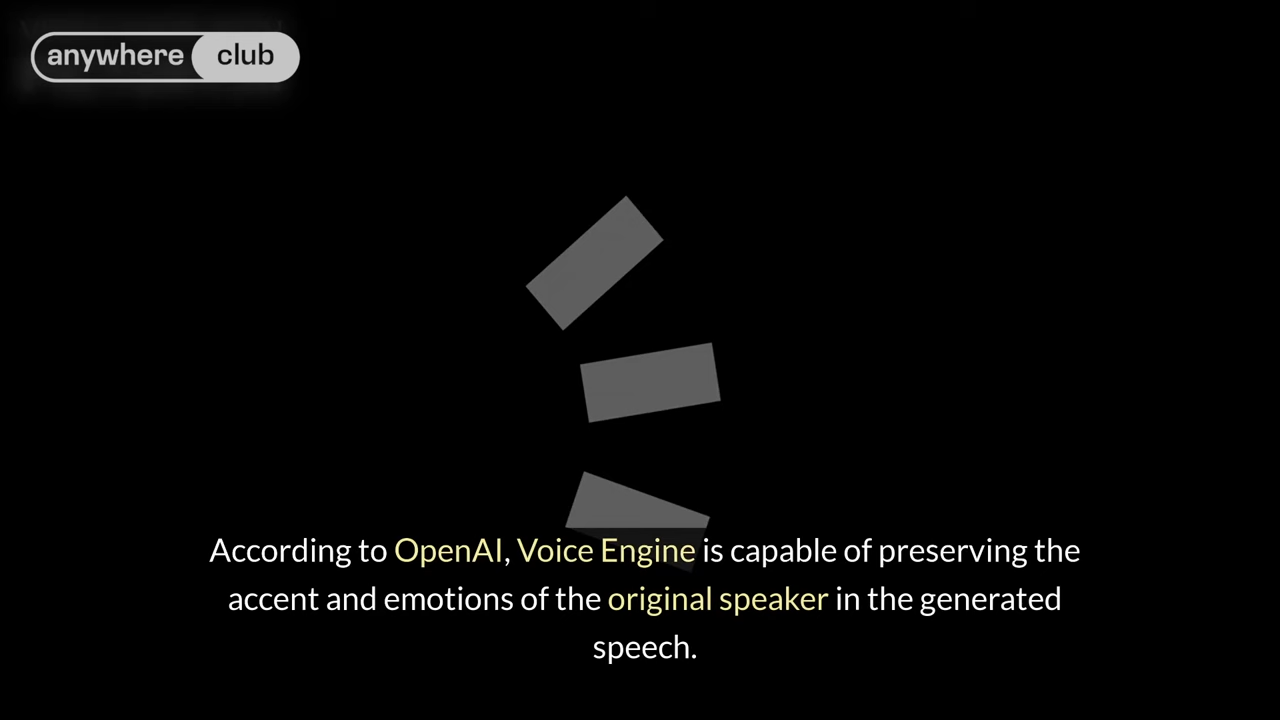 anywhere club
According to OpenAI, Voice Engine is capable of preserving the
accent and emotions of the original speaker in the generated
speech.